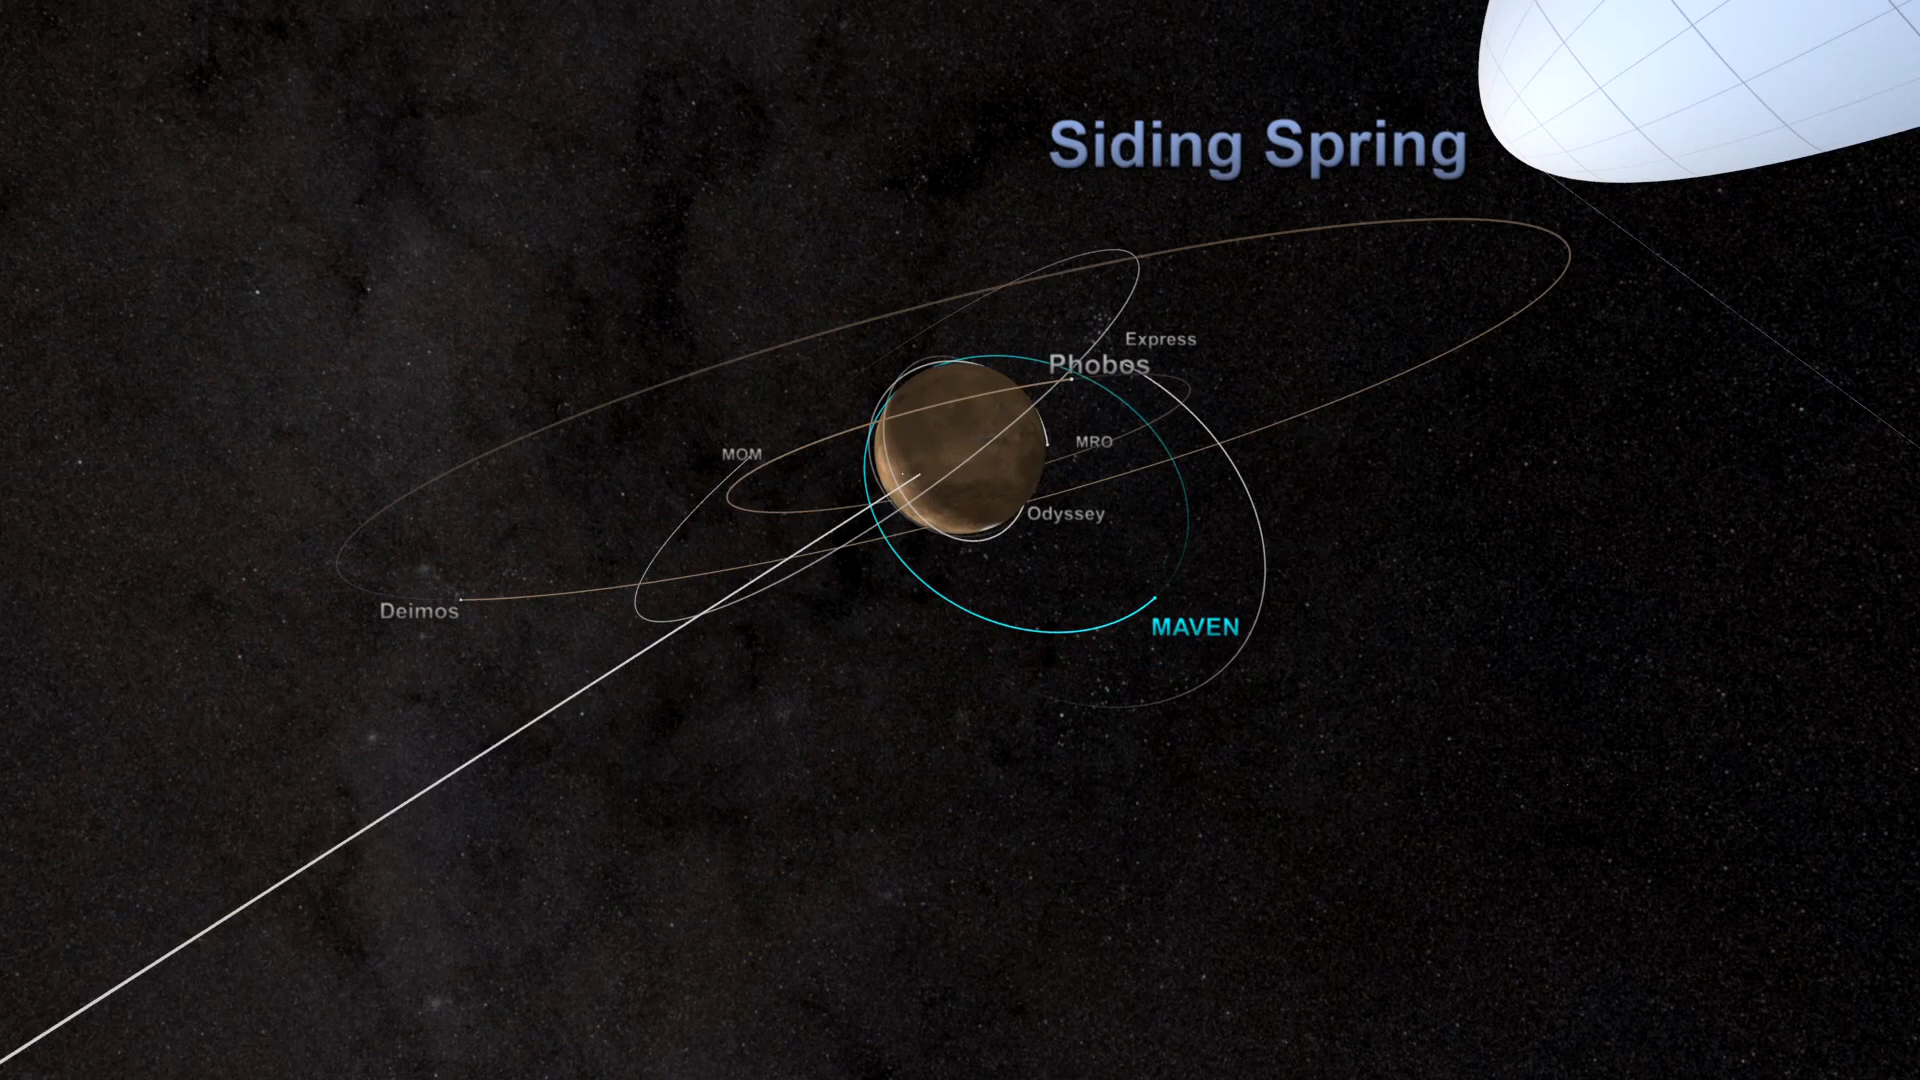 Siding Spring
Express
Phobos
MRO
MOM
Odyssey
Deimos
MAVEN